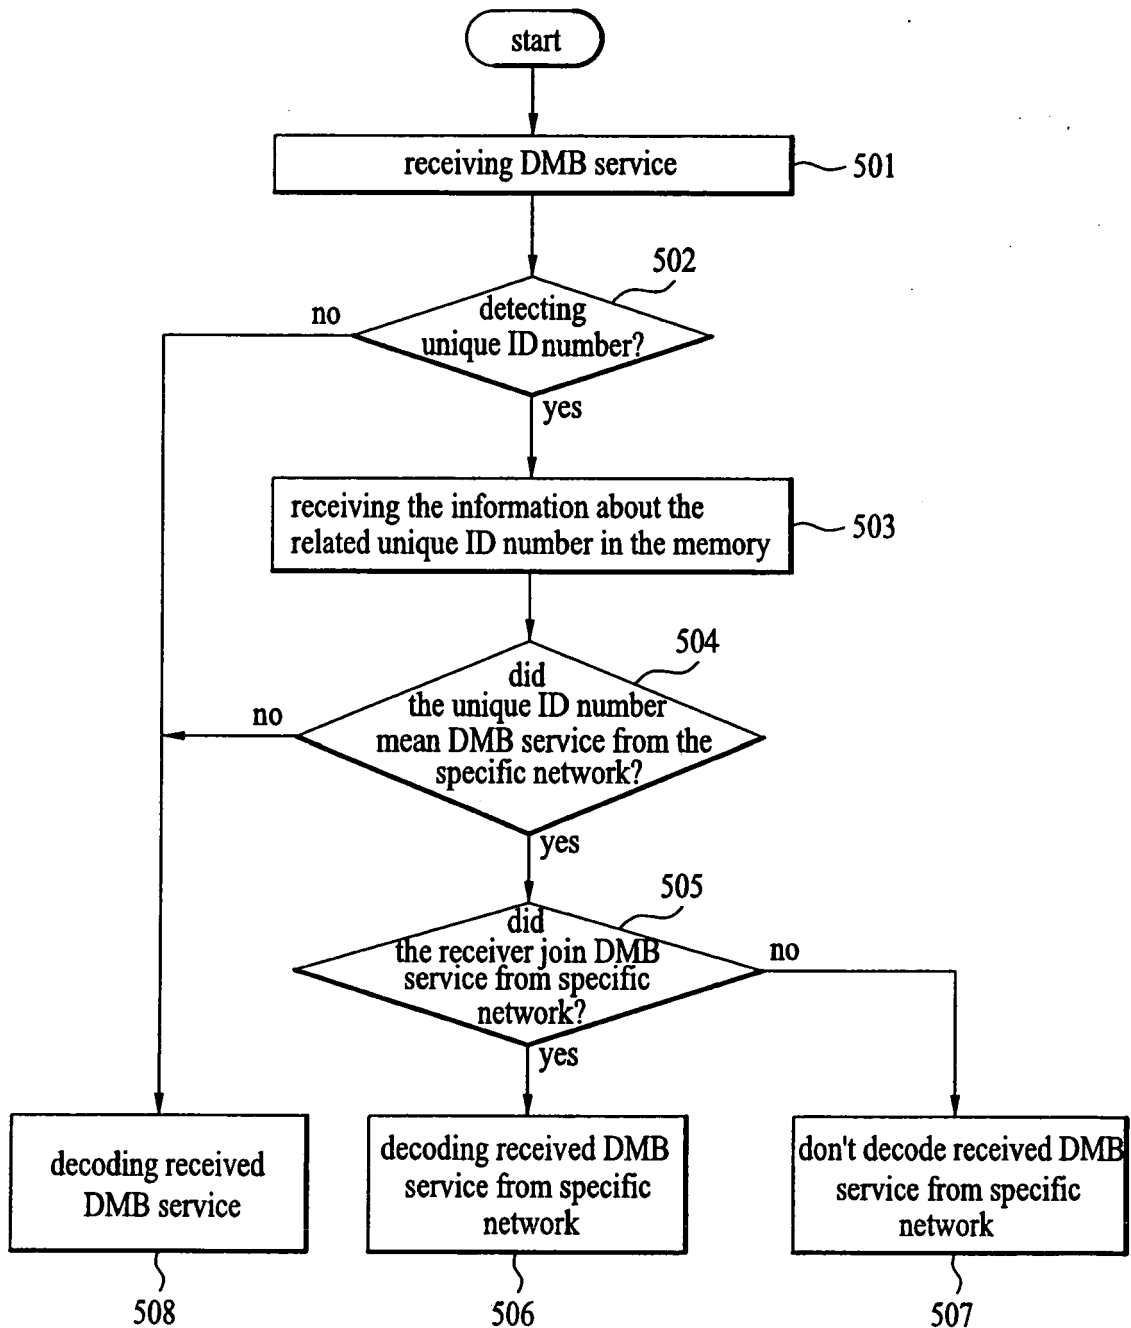 start
receiving DMB service
501
502
detecting
unique ID number?
no
yes
receiving the information about the
related unique ID number in the memory
503
504
did
the unique ID number
mean DMB service from the
specific network?
no
yes
505
did
the receiver join DMB
service from specific
network?
no
yes
decoding received
DMB service
decoding received DMB
service from specific
network
don't decode received DMB
service from specific
network
508
506
507